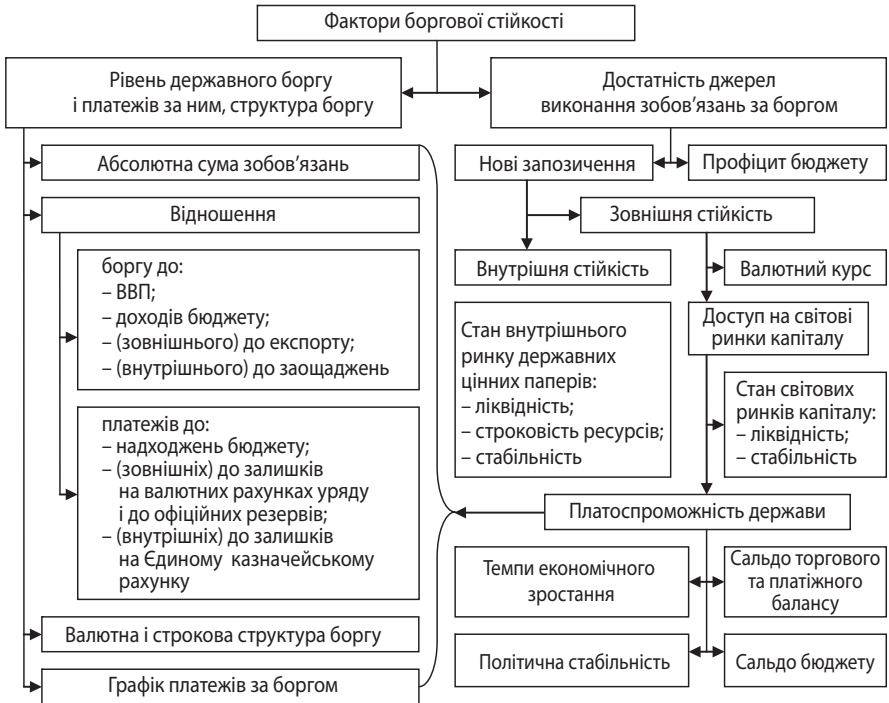 Фактори боргової стійкості
Рівень державного боргу
і платежів за ним, структура боргу
Достатність джерел
виконання зобов'язань за боргом
Абсолютна сума зобов'язань
Відношення
боргу до:
– ВВП;
– доходів бюджету;
– (зовнішнього) до експорту;
– (внутрішнього) до заощаджень
платежів до:
– надходжень бюджету;
– (зовнішніх) до залишків
на валютних рахунках уряду
і до офіційних резервів;
– (внутрішніх) до залишків
на Єдиному казначейському
рахунку
Валютна і строкова структура боргу
Графік платежів за боргом
Нові запозичення
Профіцит бюджету
Зовнішня стійкість
Внутрішня стійкість
Валютний курс
Стан внутрішнього
ринку державних
цінних паперів:
– ліквідність;
– строковість ресурсів;
– стабільність
Доступ на світові
ринки капіталу
Стан світових
ринків капіталу:
– ліквідність;
– стабільність
Платоспроможність держави
Темпи економічного
зростання
Сальдо торгового
та платіжного
балансу
Політична стабільність
Сальдо бюджету